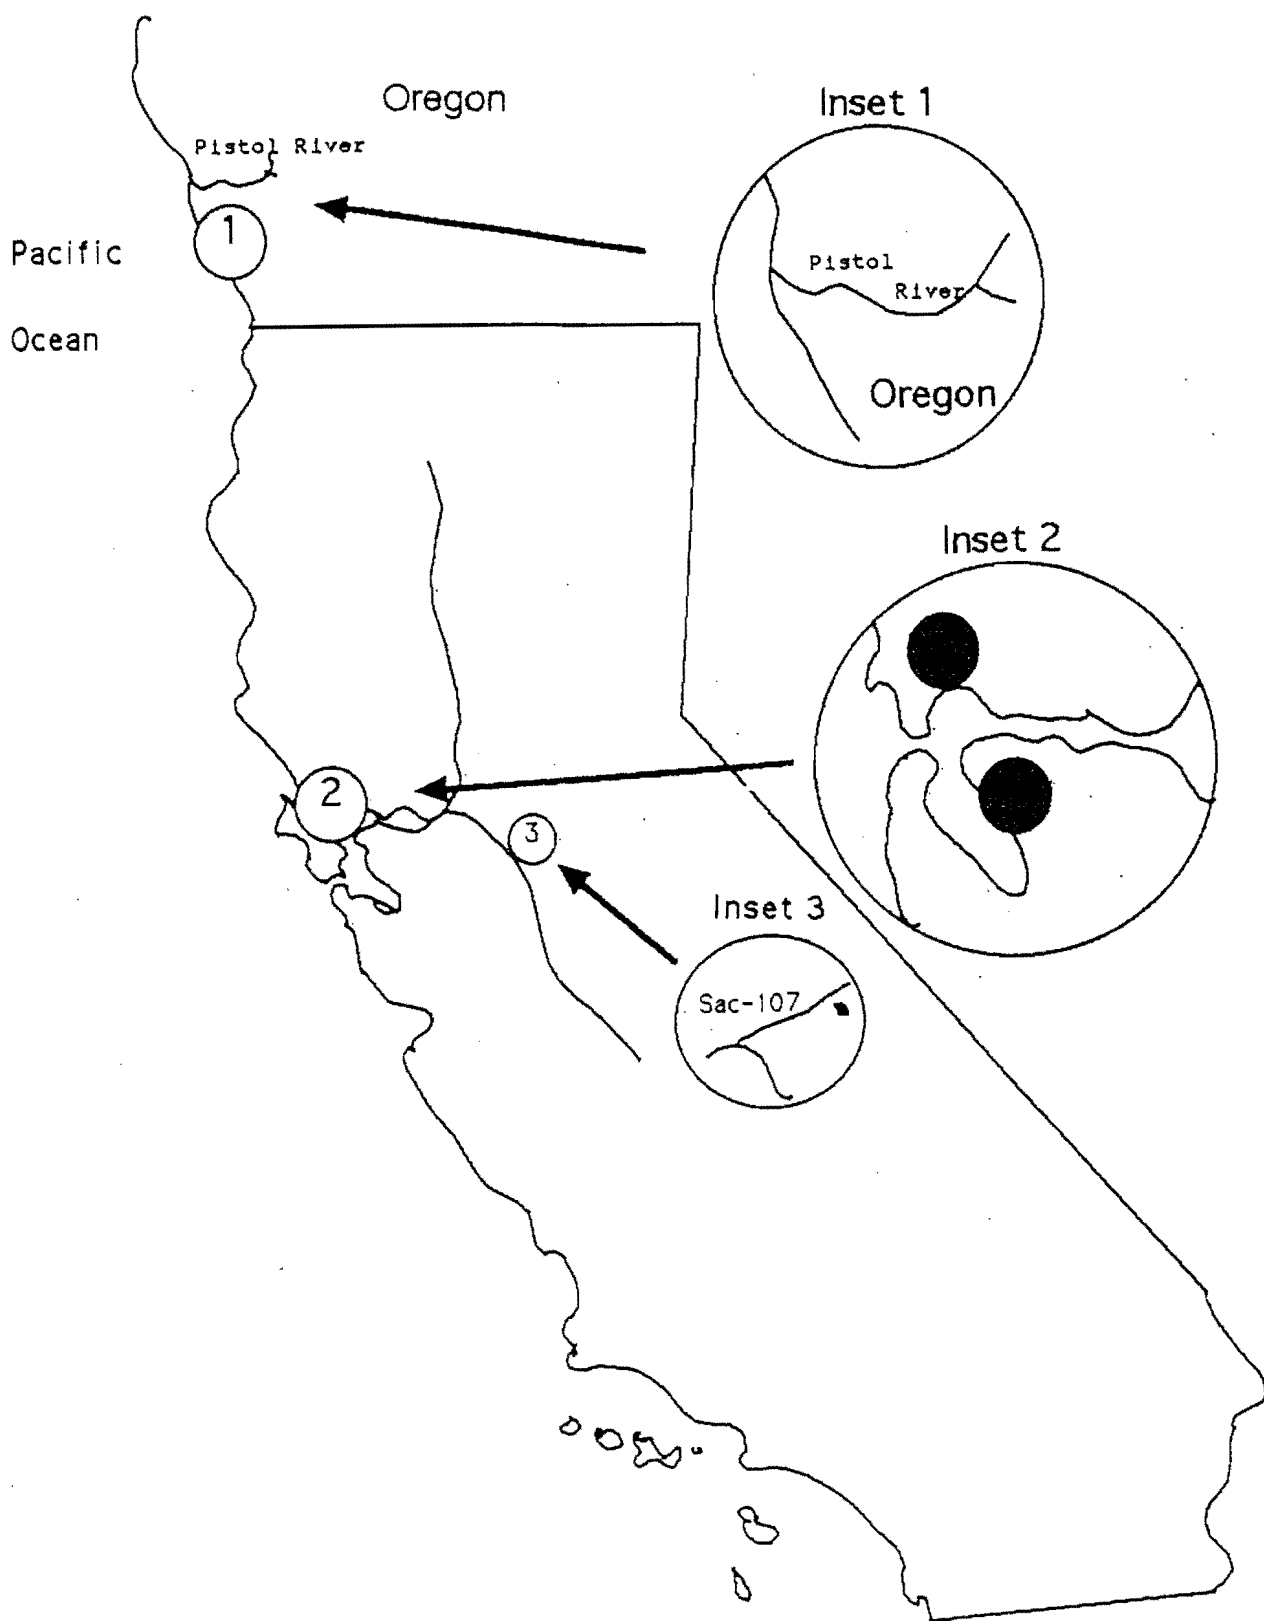 Oregon
Inset 1
Pistol River
1
Pacific
Ocean
Pistol
River
Oregon
Inset 2
2
3
Inset 3
Sac-107